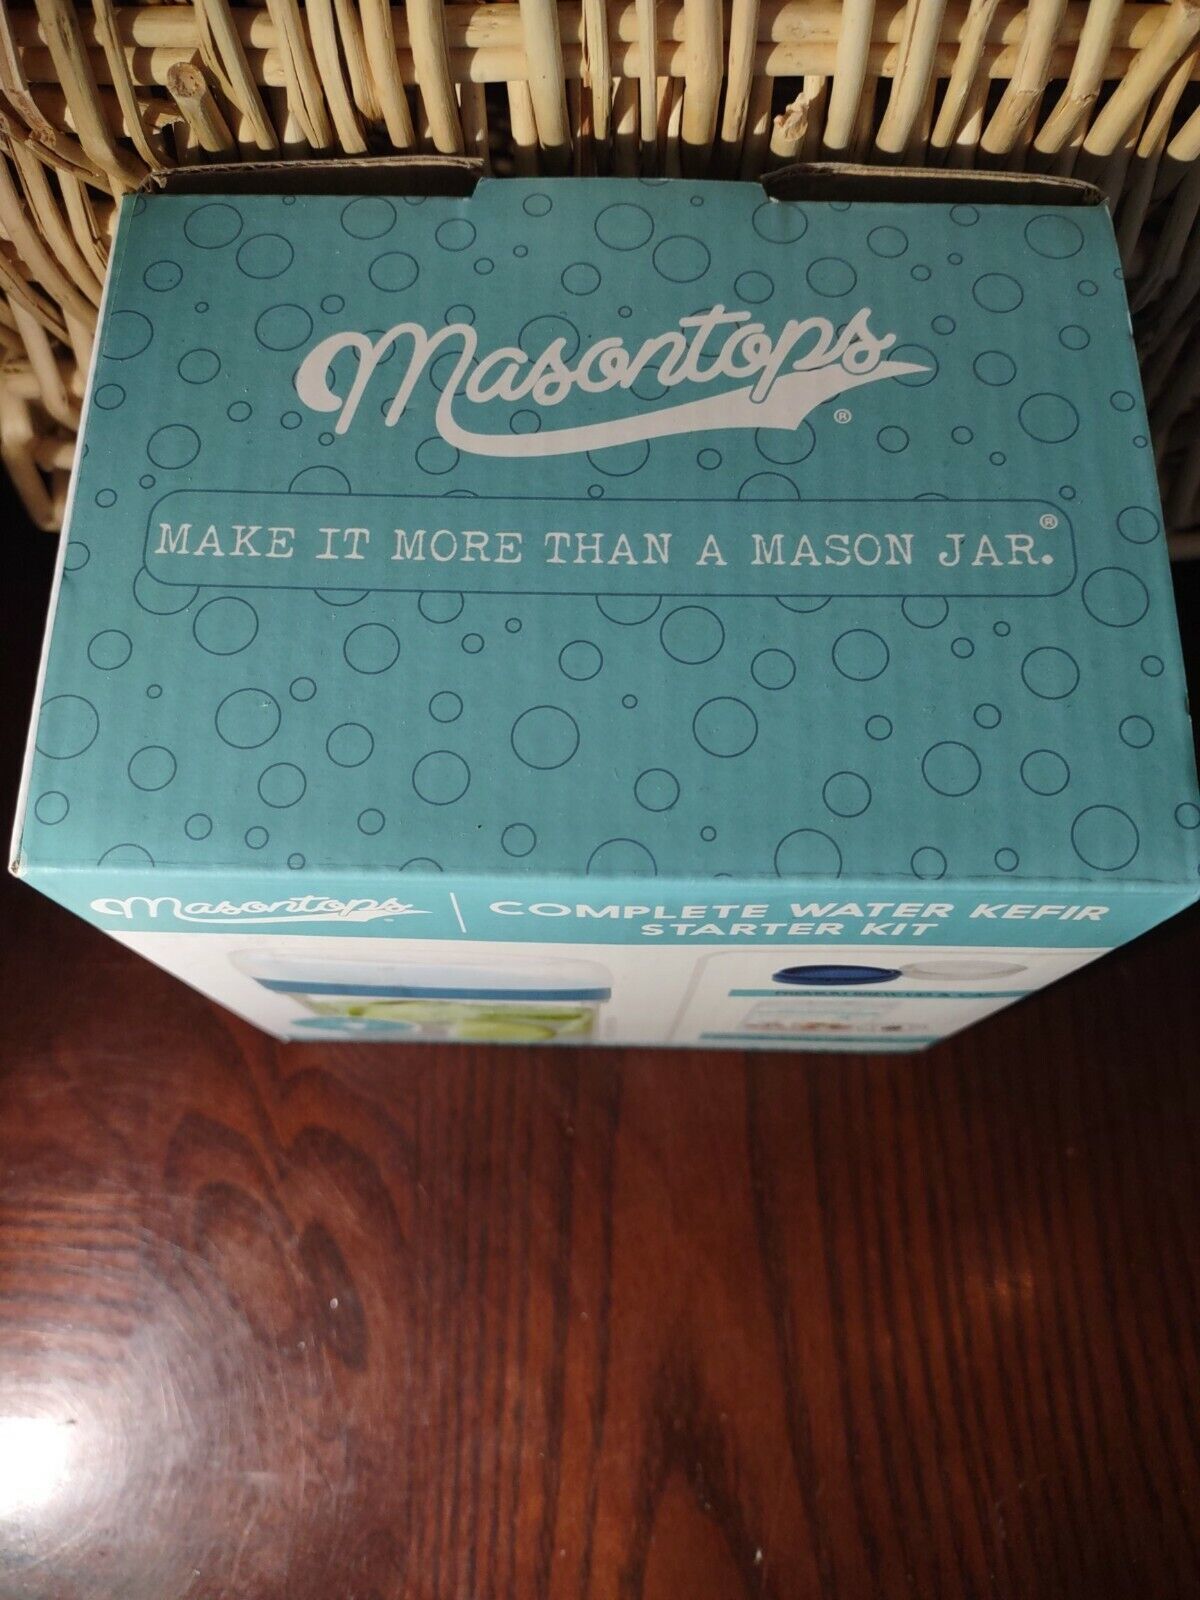 Masontops®
MAKE IT MORE THAN A MASON JAR.®
Masontops | COMPLETE WATER KEFIR
STARTER KIT